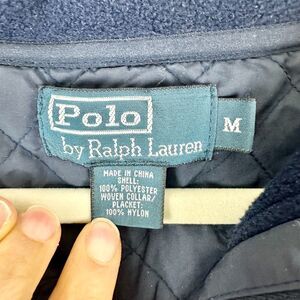 Polo
by Ralph Lauren
M
MADE IN CHINA
SHELL:
100% POLYESTER
WOVEN COLLAR/
PLACKET:
100% NYLON